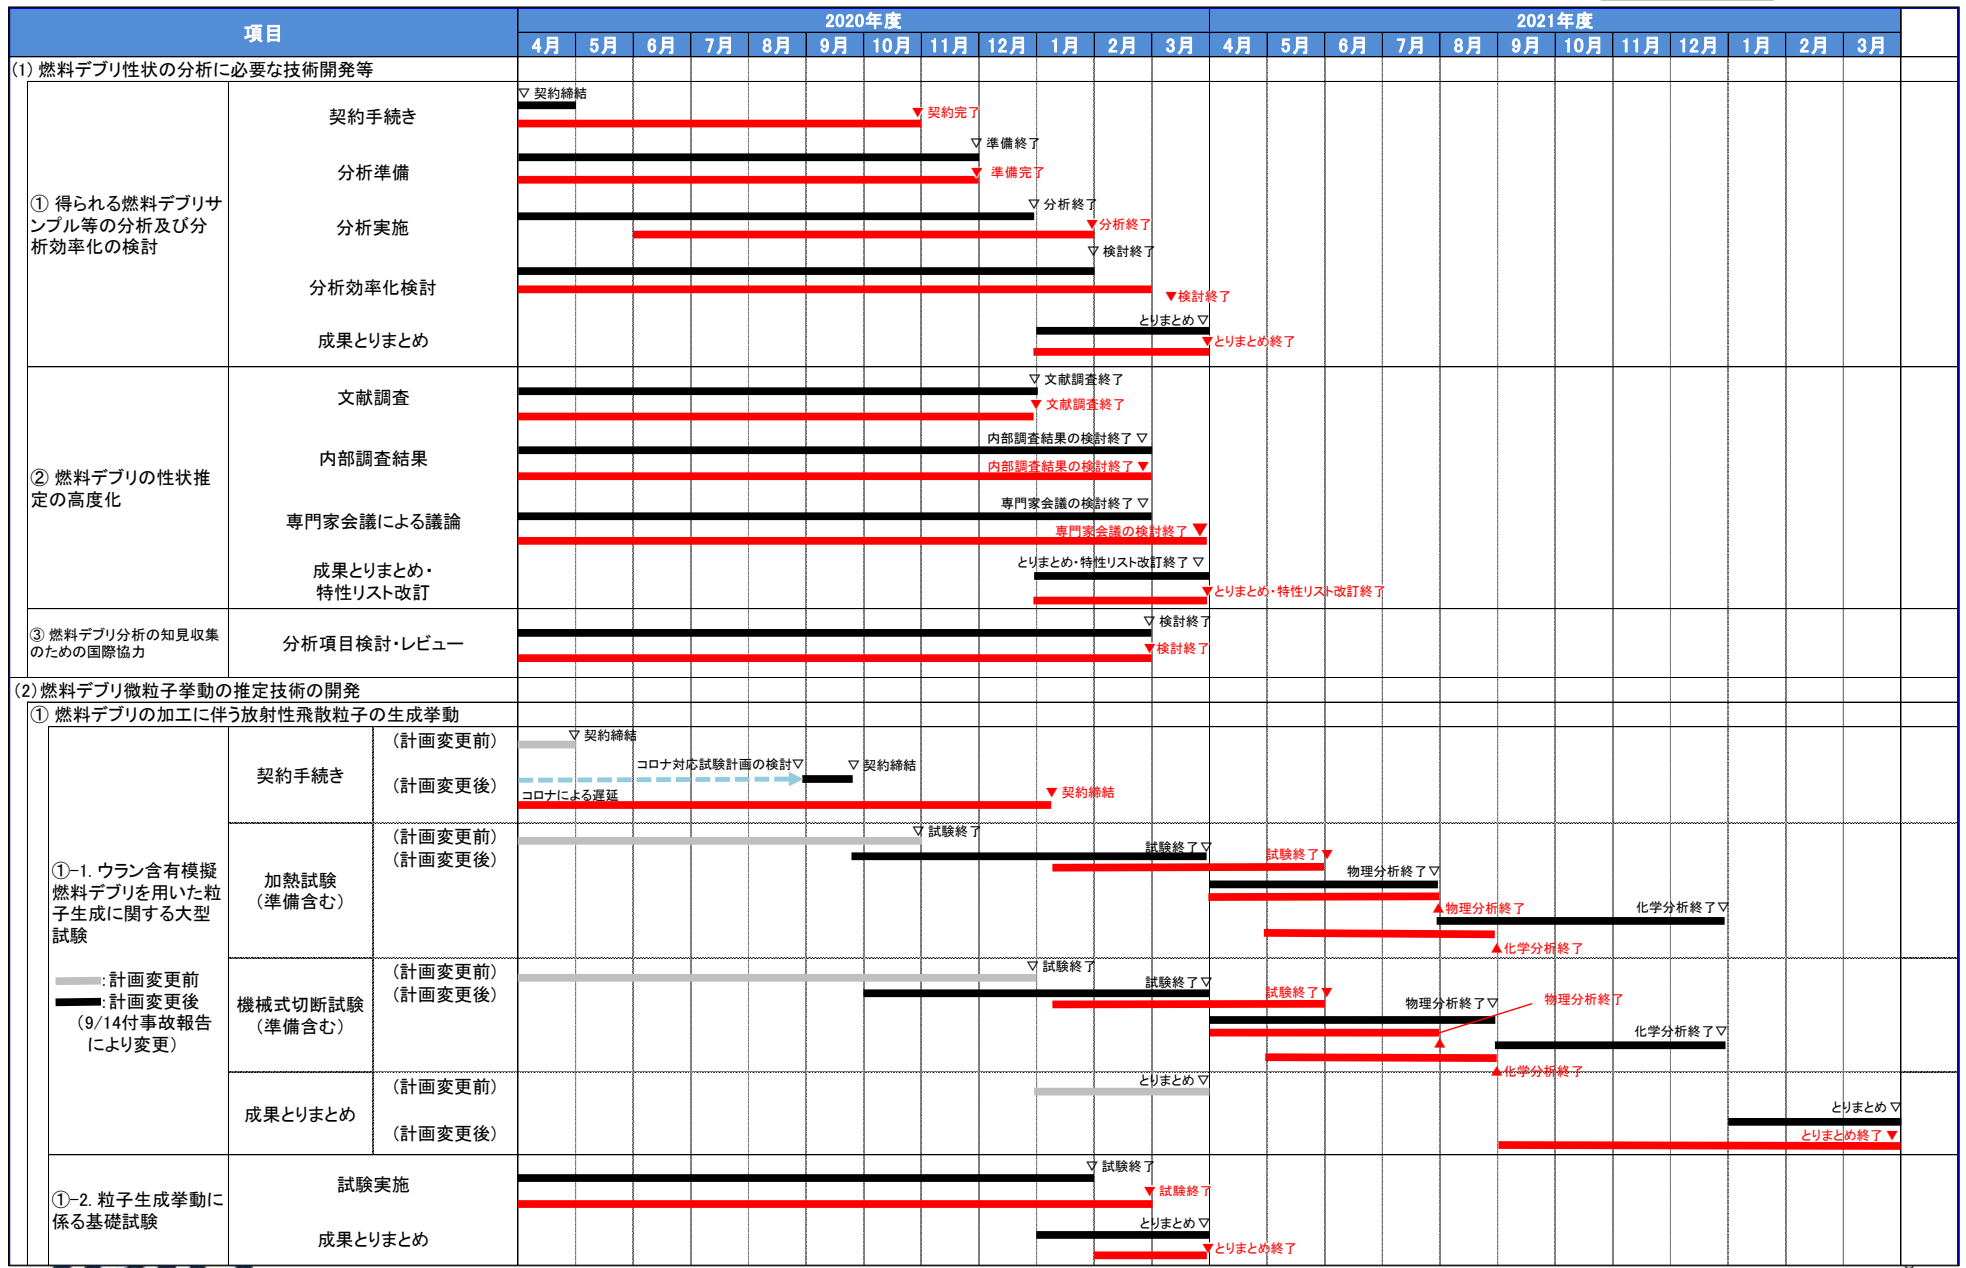 項目
2020年度
2021年度
4月 5月 6月 7月 8月 9月 10月 11月 12月 1月 2月 3月 4月 5月 6月 7月 8月 9月 10月 11月 12月 1月 2月 3月
(1) 燃料デブリ性状の分析に必要な技術開発等
① 得られる燃料デブリサ
ンプル等の分析及び分
析効率化の検討
契約手続き
▽ 契約締結
▼ 契約完了
分析準備
▽ 準備終了
▼ 準備完了
分析実施
▽ 分析終了
▼分析終了
分析効率化検討
▽ 検討終了
▼検討終了
成果とりまとめ
とりまとめ ▽
▼とりまとめ終了
② 燃料デブリの性状推
定の高度化
文献調査
▽ 文献調査終了
▼ 文献調査終了
内部調査結果
内部調査結果の検討終了 ▽
内部調査結果の検討終了 ▼
専門家会議による議論
専門家会議の検討終了 ▽
専門家会議の検討終了 ▼
成果とりまとめ・
特性リスト改訂
とりまとめ・特性リスト改訂終了 ▽
▼とりまとめ・特性リスト改訂終了
③ 燃料デブリ分析の知見収集
のための国際協力
分析項目検討・レビュー
▽ 検討終了
▼検討終了
(2)燃料デブリ微粒子挙動の推定技術の開発
① 燃料デブリの加工に伴う放射性飛散粒子の生成挙動
①-1. ウラン含有模擬
燃料デブリを用いた粒
子生成に関する大型
試験
:計画変更前
:計画変更後
(9/14付事故報告
により変更)
契約手続き
(計画変更前)
▽ 契約締結
(計画変更後)
コロナ対応試験計画の検討▽
▽ 契約締結
コロナによる遅延
▼ 契約締結
加熱試験
(準備含む)
(計画変更前)
▽ 試験終了
(計画変更後)
試験終了▽
試験終了▼
物理分析終了▽
▲物理分析終了
化学分析終了▽
▲化学分析終了
機械式切断試験
(準備含む)
(計画変更前)
▽ 試験終了
(計画変更後)
試験終了▽
試験終了▼
物理分析終了▽
物理分析終了
▲
化学分析終了▽
▲化学分析終了
成果とりまとめ
(計画変更前)
とりまとめ ▽
(計画変更後)
とりまとめ ▽
とりまとめ終了 ▼
①-2. 粒子生成挙動に
係る基礎試験
試験実施
▽ 試験終了
▼ 試験終了
成果とりまとめ
とりまとめ ▽
▼とりまとめ終了